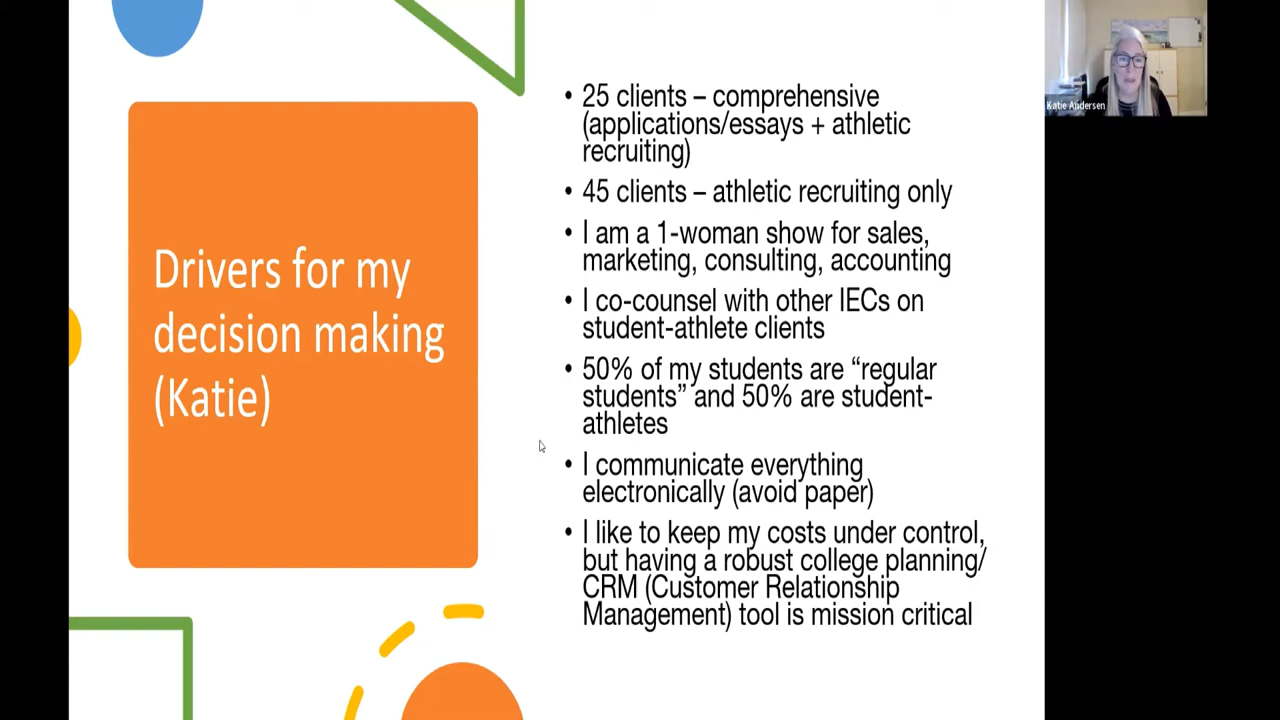 Drivers for my
decision making
(Katie)
• 25 clients – comprehensive
(applications/essays + athletic
recruiting)
• 45 clients – athletic recruiting only
• I am a 1-woman show for sales,
marketing, consulting, accounting
• I co-counsel with other IECs on
student-athlete clients
• 50% of my students are “regular
students” and 50% are student-
athletes
• I communicate everything
electronically (avoid paper)
• I like to keep my costs under control,
but having a robust college planning/
CRM (Customer Relationship
Management) tool is mission critical
Katie Andersen